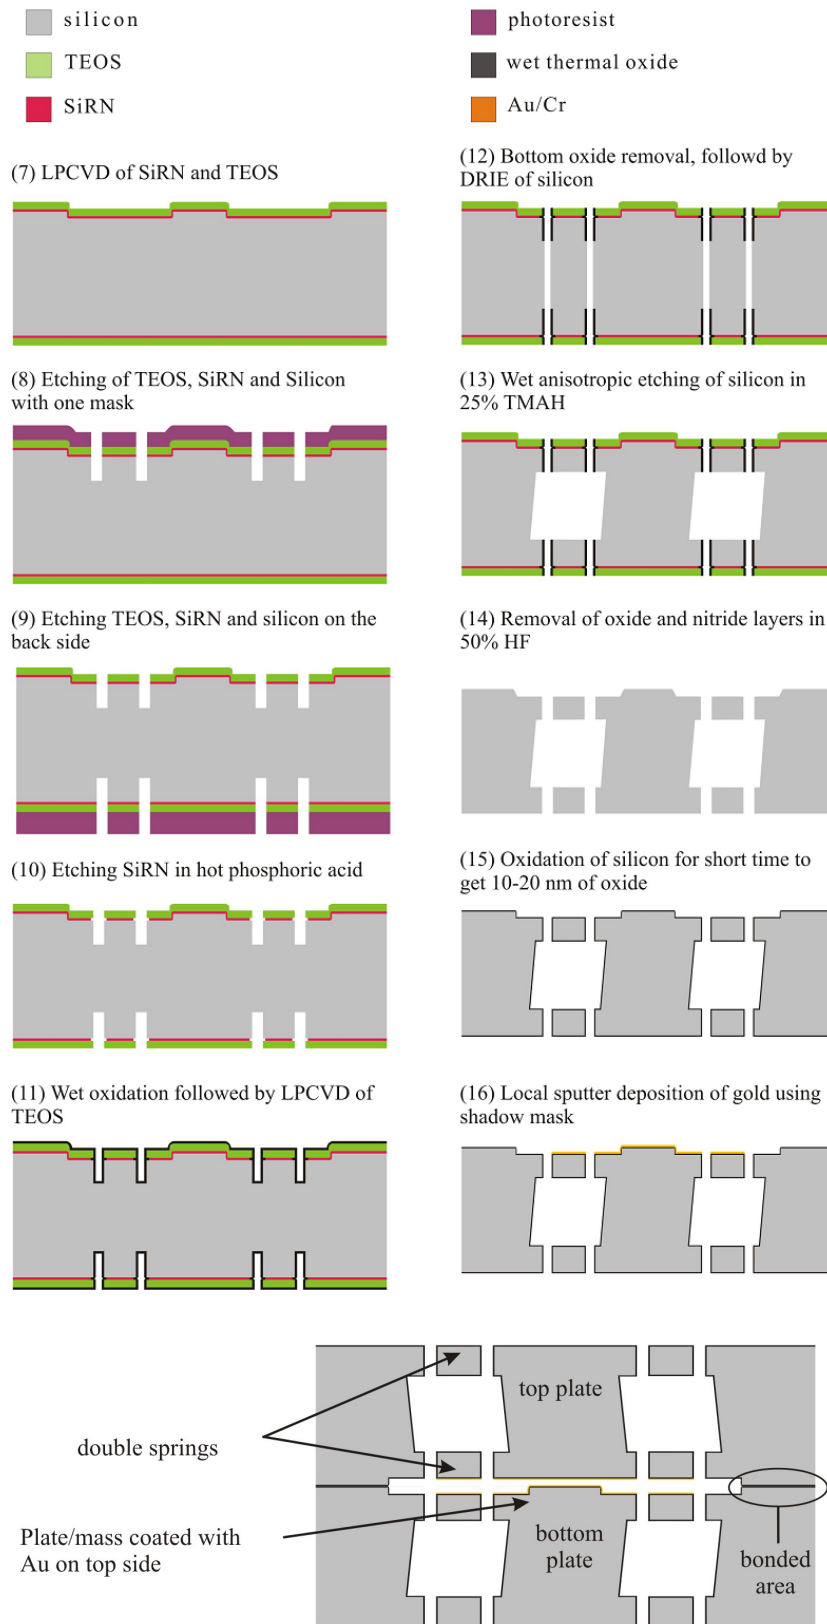 silicon
TEOS
SiRN
photoresist
wet thermal oxide
Au/Cr
(7) LPCVD of SiRN and TEOS
(8) Etching of TEOS, SiRN and Silicon
with one mask
(9) Etching TEOS, SiRN and silicon on the
back side
(10) Etching SiRN in hot phosphoric acid
(11) Wet oxidation followed by LPCVD of
TEOS
(12) Bottom oxide removal, followd by
DRIE of silicon
(13) Wet anisotropic etching of silicon in
25% TMAH
(14) Removal of oxide and nitride layers in
50% HF
(15) Oxidation of silicon for short time to
get 10-20 nm of oxide
(16) Local sputter deposition of gold using
shadow mask
top plate
double springs
Plate/mass coated with
Au on top side
bottom
plate
bonded
area